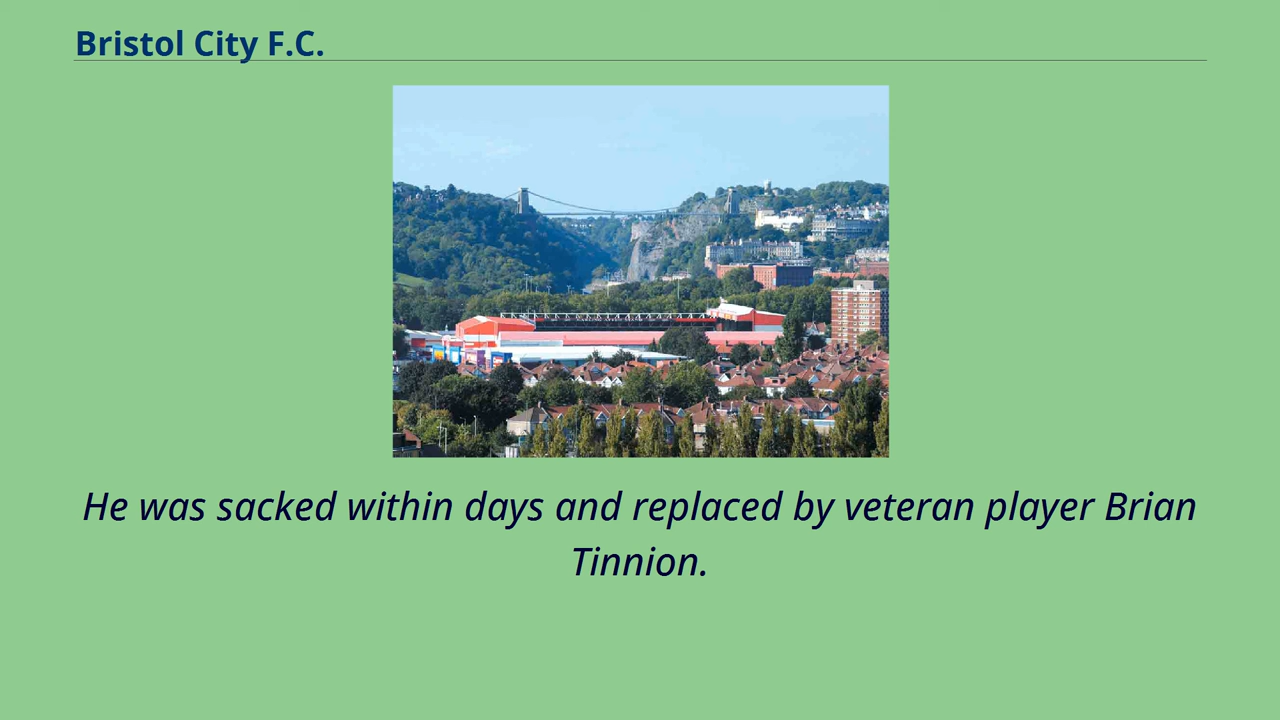 Bristol City F.C.
He was sacked within days and replaced by veteran player Brian
Tinnion.